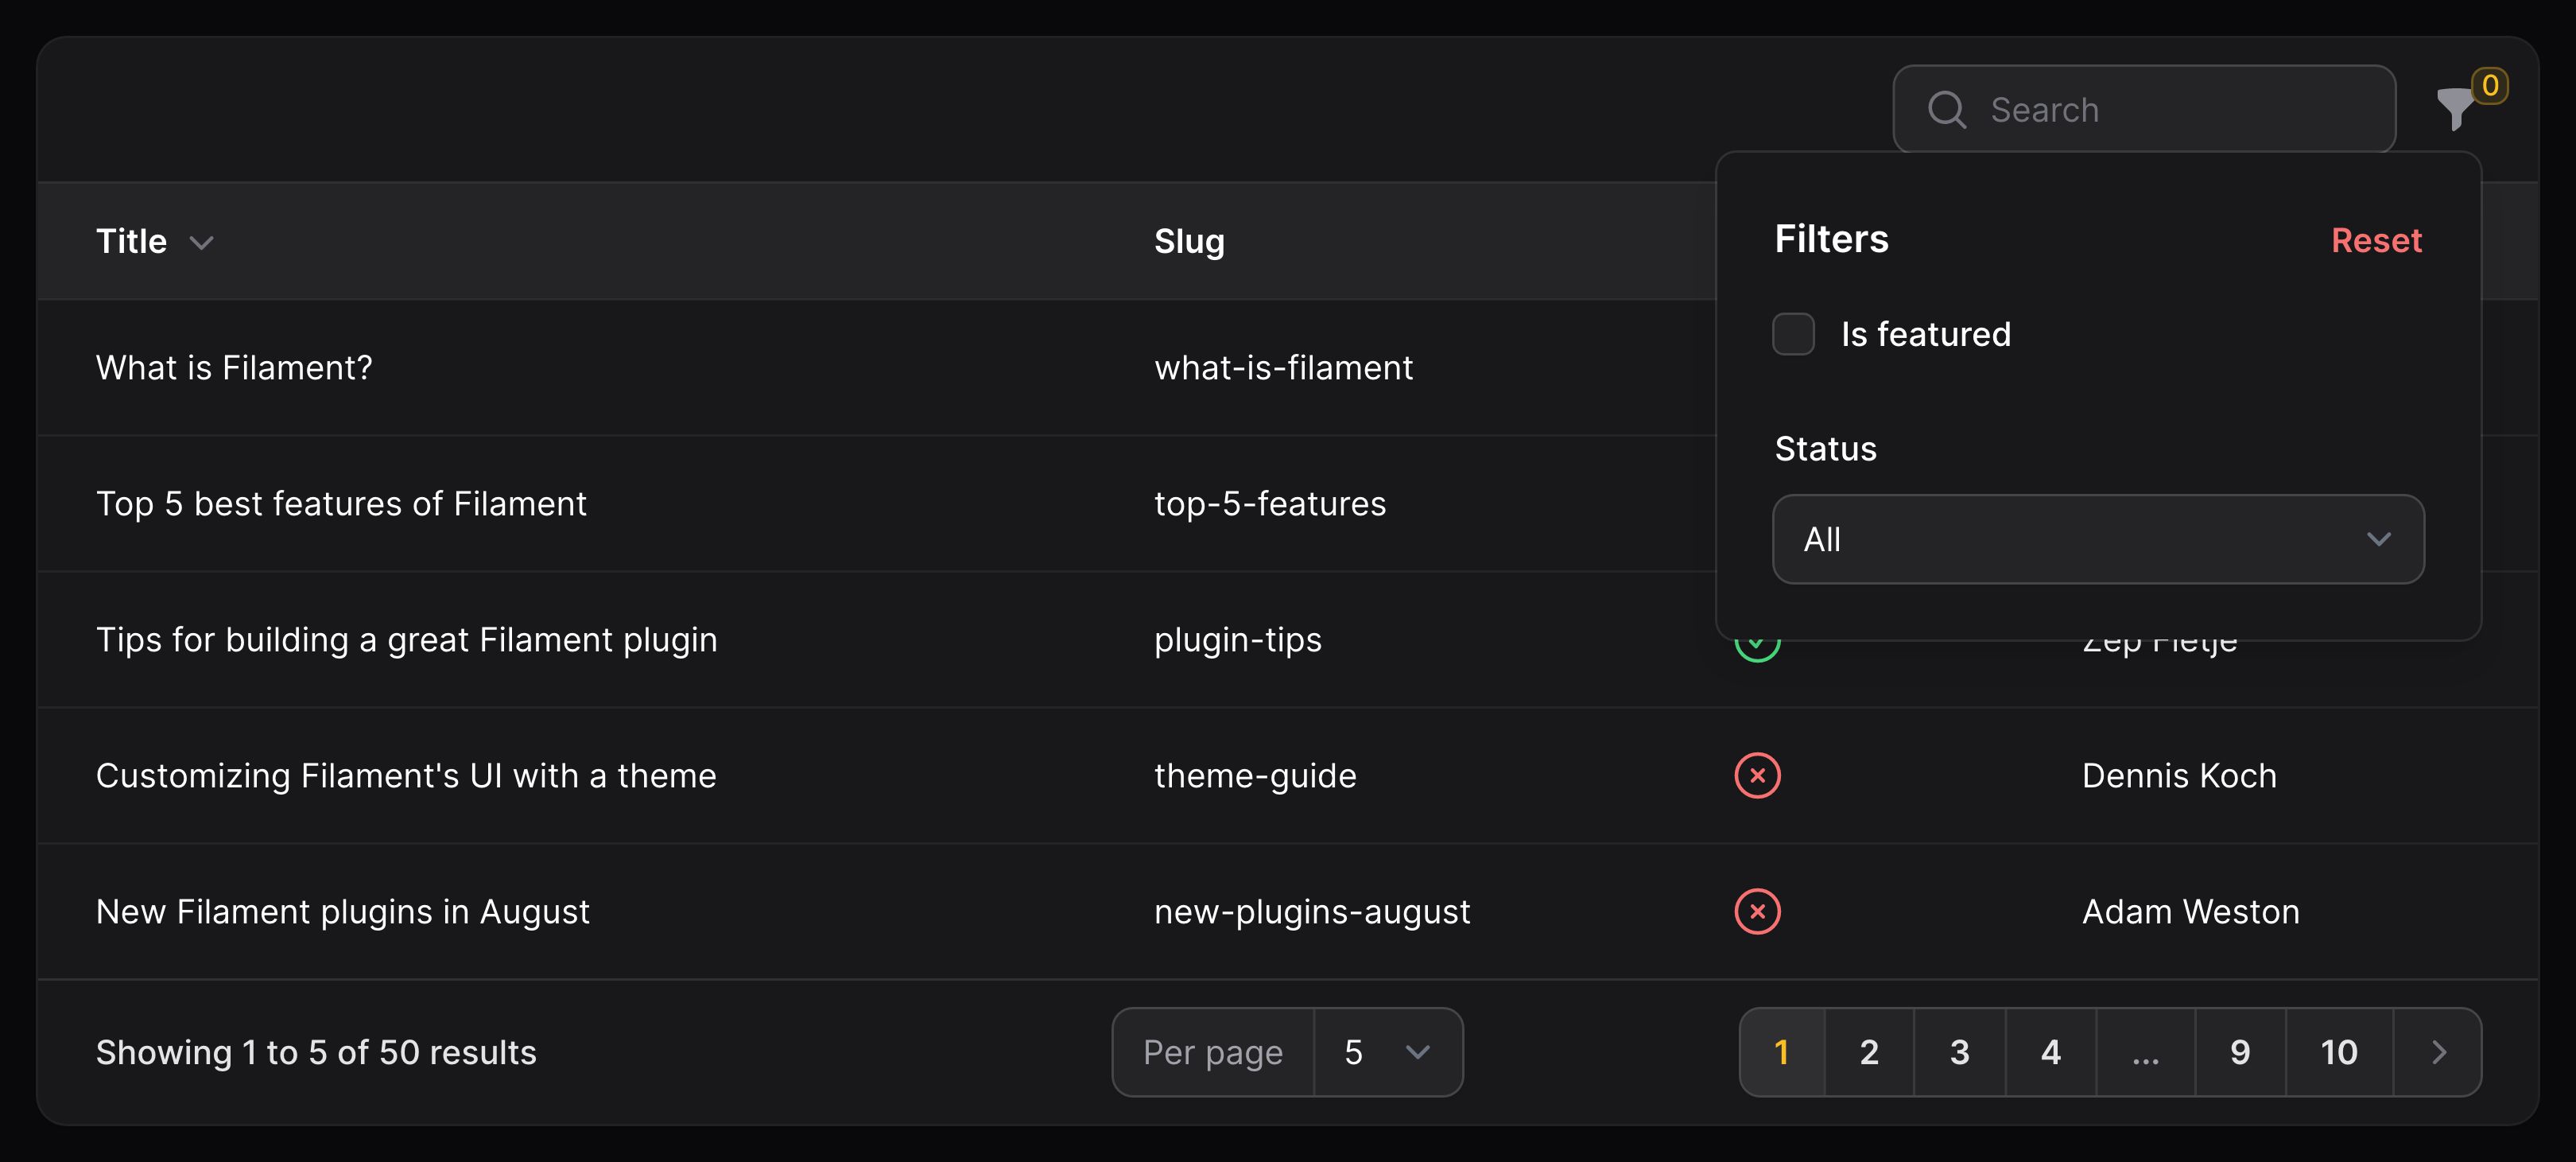 Search
0
Title
Slug
Filters
Reset
Is featured
What is Filament?
what-is-filament
Status
Top 5 best features of Filament
top-5-features
All
Tips for building a great Filament plugin
plugin-tips
Customizing Filament's UI with a theme
theme-guide
Dennis Koch
New Filament plugins in August
new-plugins-august
Adam Weston
Showing 1 to 5 of 50 results
Per page
5
1 2 3 4 ... 9 10